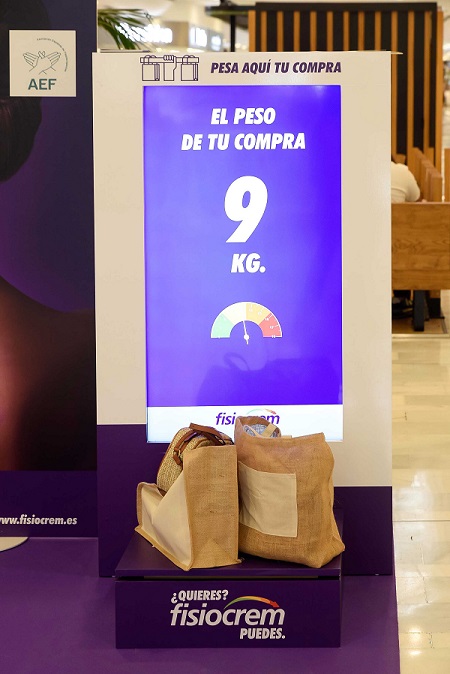 AEF
PESA AQUÍ TU COMPRA
EL PESO
DE TU COMPRA
9
KG.
fisiocrem
www.fisiocrem.es
¿QUIERES?
fisiocrem
PUEDES.